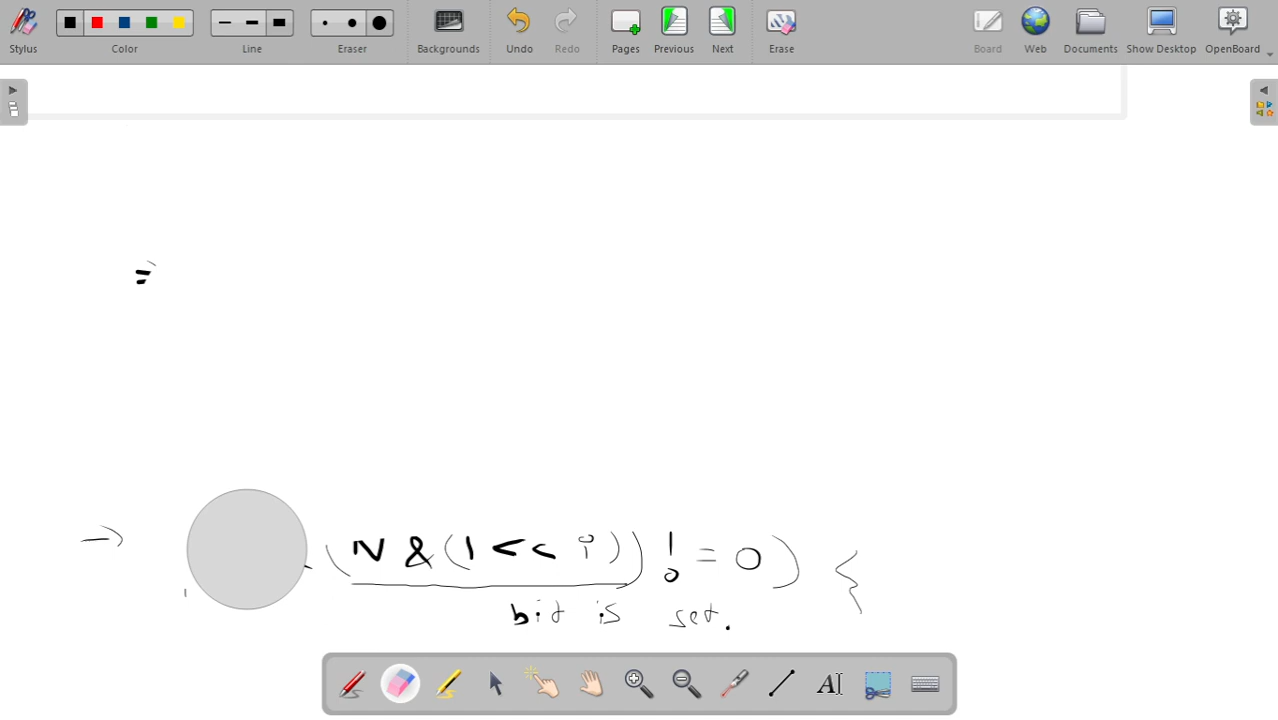 Stylus Color Line Eraser Backgrounds Undo Redo Pages Previous Next Erase Board Web Documents Show Desktop OpenBoard
=
→ (N & (1 << i)) != 0) {
bit is set.
AI